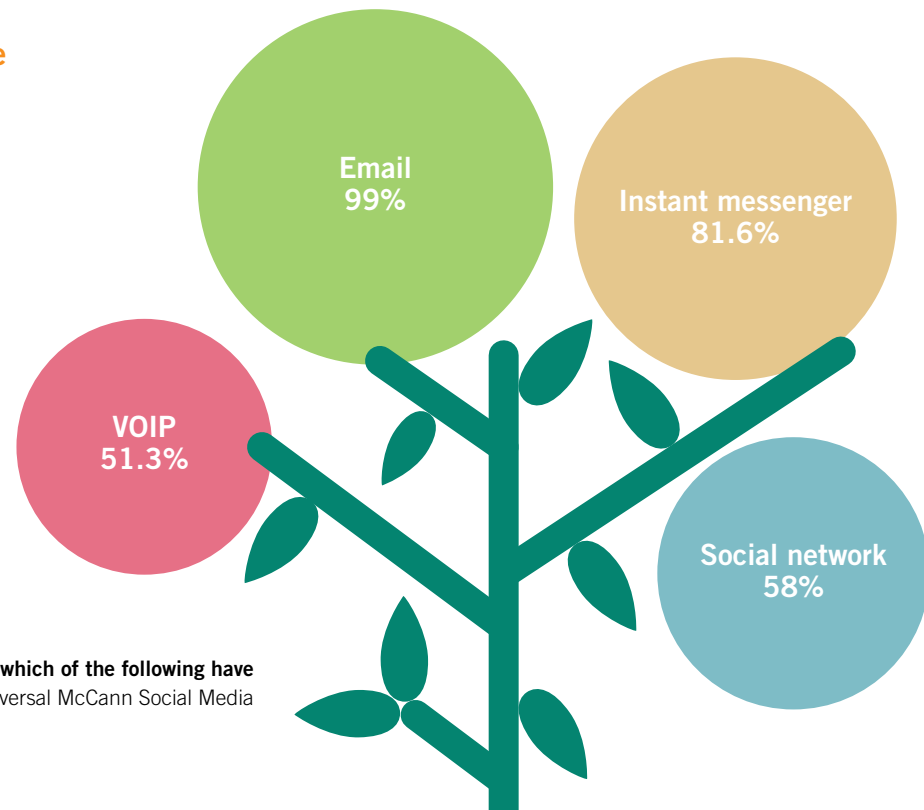 Email
99%
Instant messenger
81.6%
VOIP
51.3%
Social network
58%
which of the following have
McCann Social Media